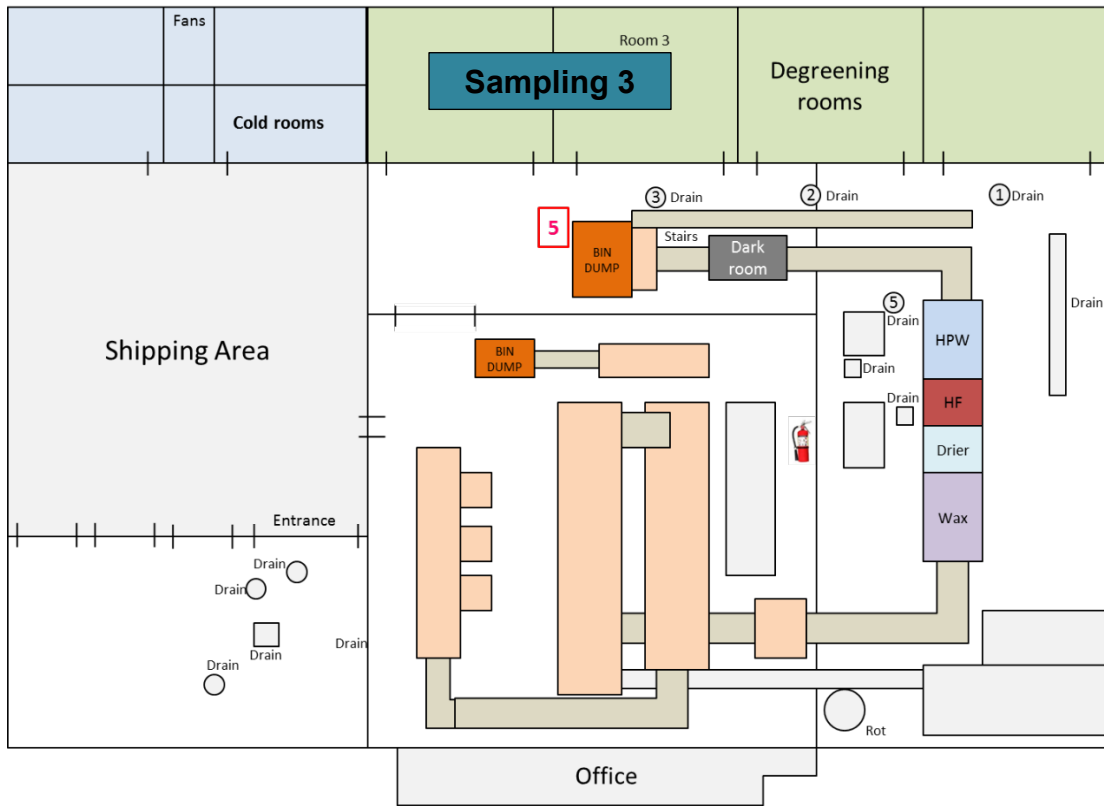 Fans
Room 3
Sampling 3
Degreening
rooms
Cold rooms
③ Drain
② Drain
① Drain
5
Stairs
BIN
DUMP
Dark
room
⑤
Drain
Drain
Shipping Area
HPW
BIN
DUMP
Drain
Drain
HF
Drier
Wax
Entrance
Drain
Drain
Drain
Drain
Drain
Rot
Office